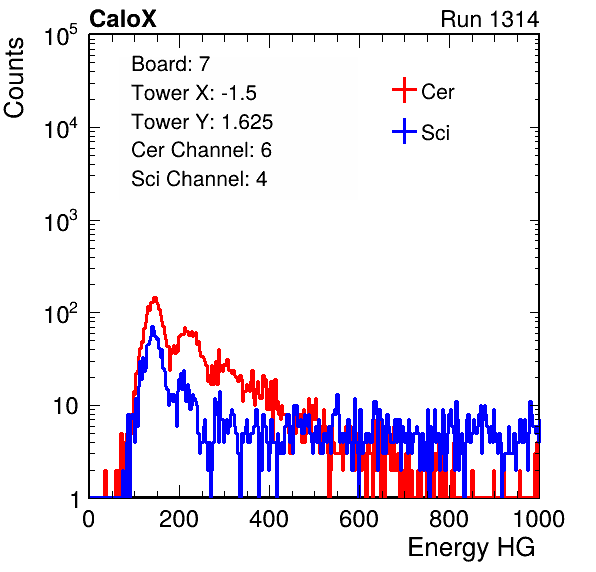 CaloX Run 1314
Board: 7
Tower X: -1.5
Tower Y: 1.625
Cer Channel: 6
Sci Channel: 4
Cer
Sci
Counts
10^5
10^4
10^3
10^2
10
1
0 200 400 600 800 1000
Energy HG